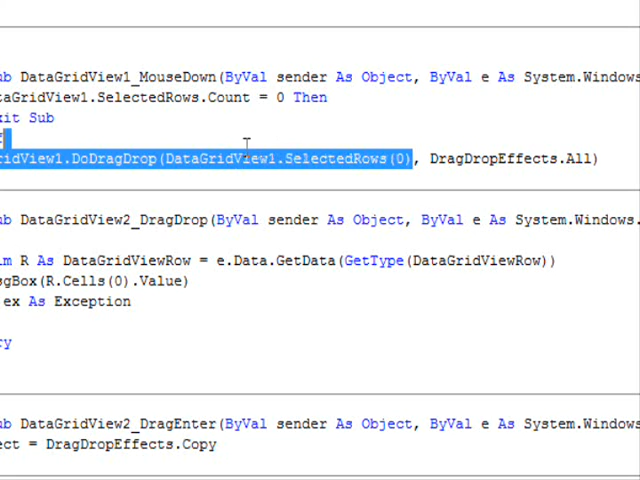 ub DataGridView1_MouseDown(ByVal sender As Object, ByVal e As System.Windows
taGridView1.SelectedRows.Count = 0 Then
xit Sub
ridView1.DoDragDrop(DataGridView1.SelectedRows(0), DragDropEffects.All)
ub DataGridView2_DragDrop(ByVal sender As Object, ByVal e As System.Windows.
im R As DataGridViewRow = e.Data.GetData(GetType(DataGridViewRow))
sgBox(R.Cells(0).Value)
ex As Exception
ry
ub DataGridView2_DragEnter(ByVal sender As Object, ByVal e As System.Windows
ect = DragDropEffects.Copy